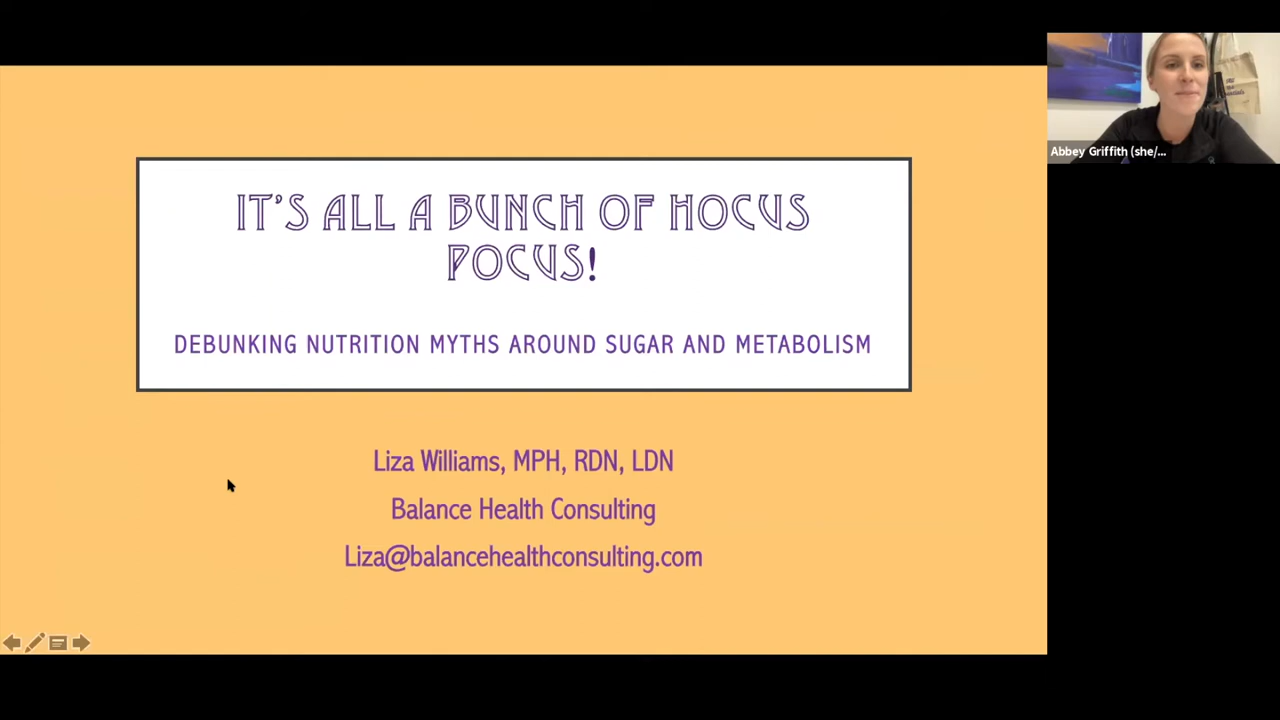 IT'S ALL A BUNCH OF HOCUS
POCUS!
DEBUNKING NUTRITION MYTHS AROUND SUGAR AND METABOLISM
Liza Williams, MPH, RDN, LDN
Balance Health Consulting
Liza@balancehealthconsulting.com
Abbey Griffith (she/...